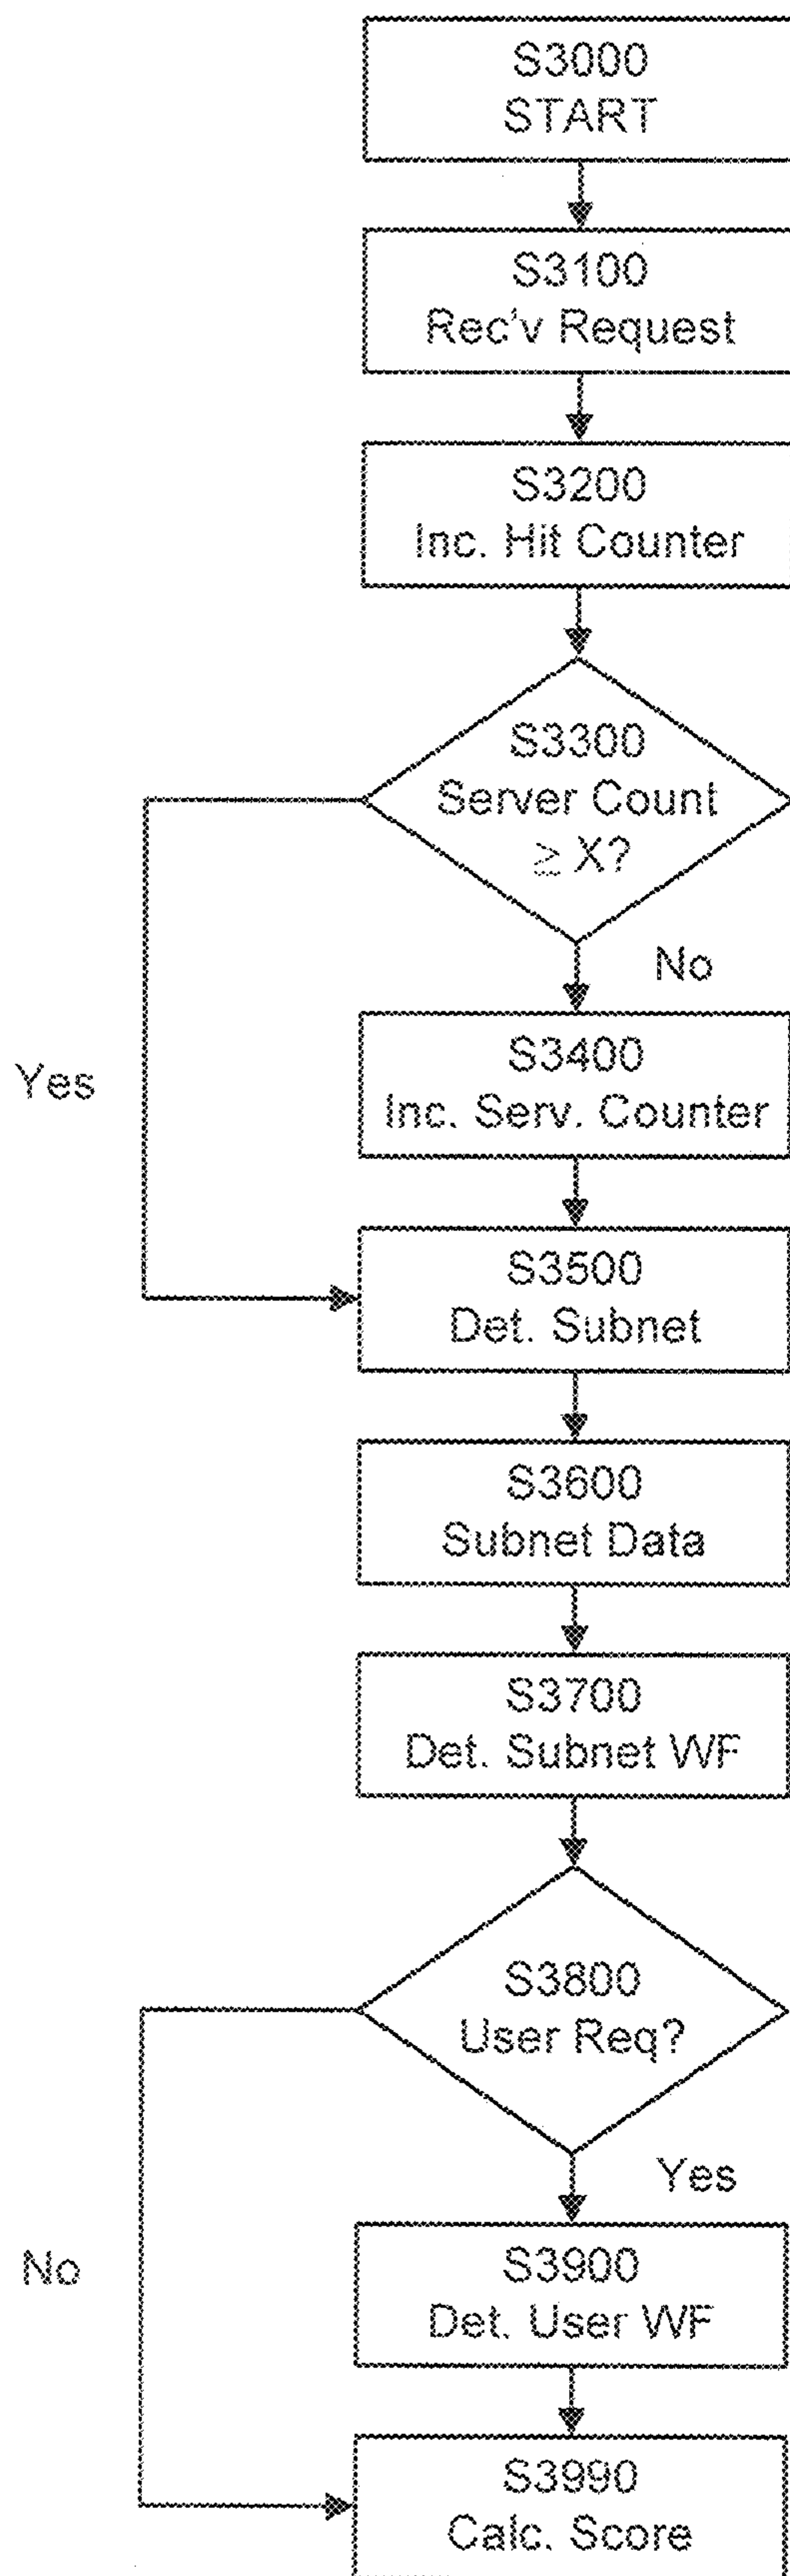 S3000
START
S3100
Rec'v Request
S3200
Inc. Hit Counter
S3300
Server Count
≥ X?
No
Yes
S3400
Inc. Serv. Counter
S3500
Det. Subnet
S3600
Subnet Data
S3700
Det. Subnet WF
S3800
User Req?
Yes
No
S3900
Det. User WF
S3990
Calc. Score